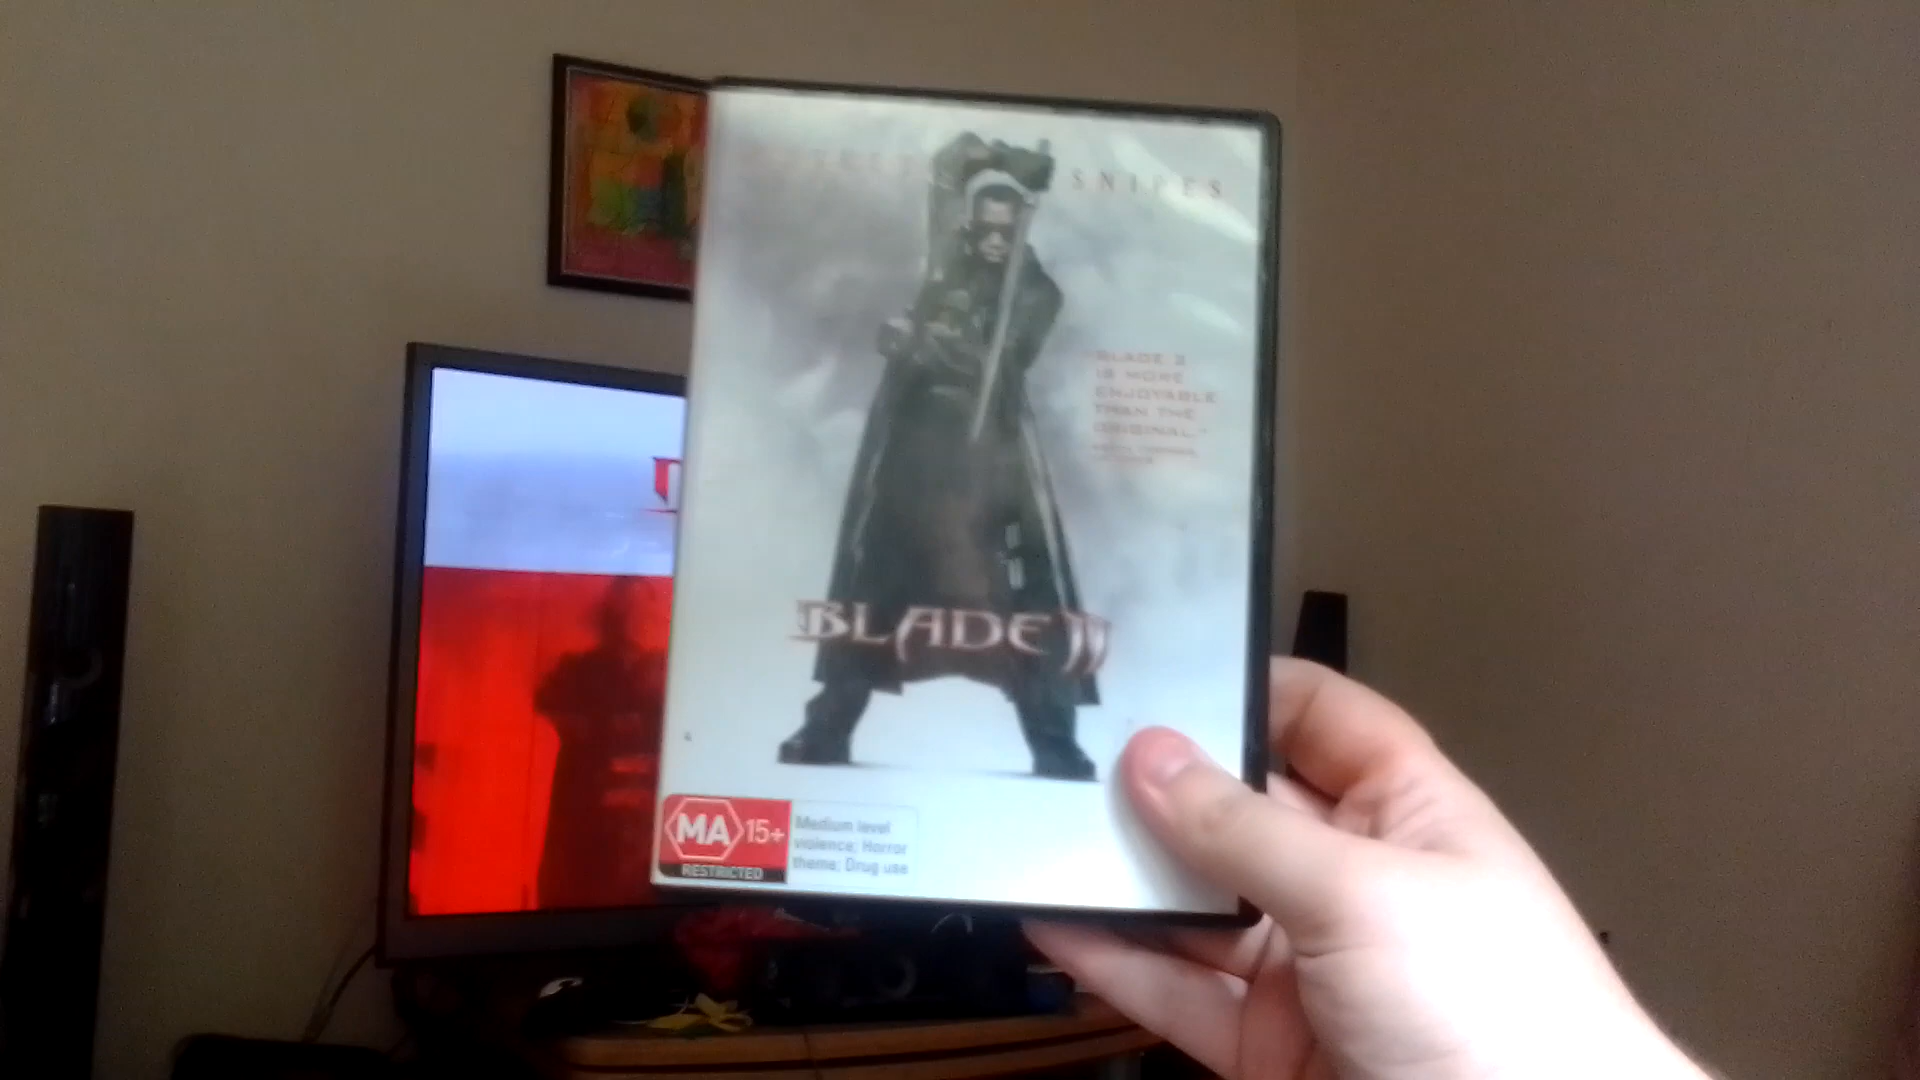 SNIPES
"BLADE 2
IS MORE
ENJOYABLE
THAN THE
ORIGINAL."
BLADE II
MA 15+
RESTRICTED
Medium level
violence; Horror
theme; Drug use